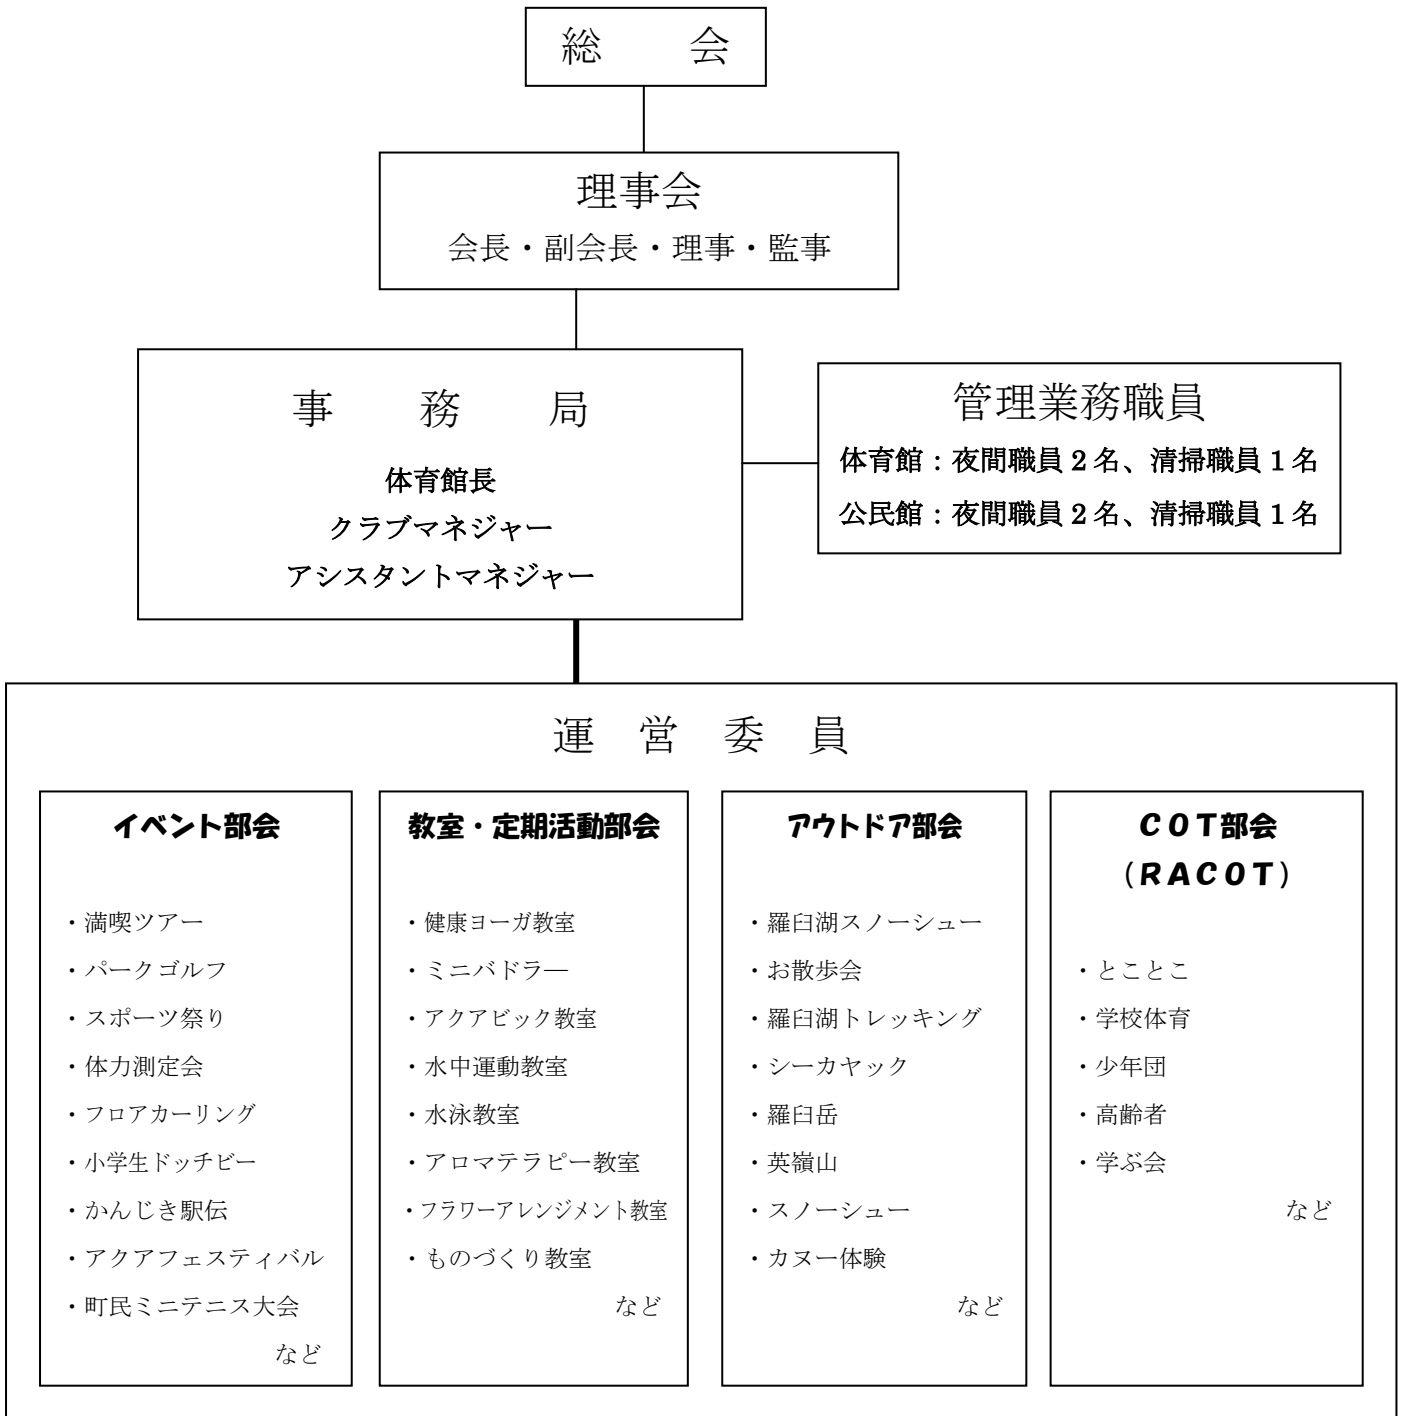 総　会
理事会
会長・副会長・理事・監事
事　務　局
体育館長
クラブマネジャー
アシスタントマネジャー
管理業務職員
体育館：夜間職員２名、清掃職員１名
公民館：夜間職員２名、清掃職員１名
運　営　委　員
イベント部会
・満喫ツアー
・パークゴルフ
・スポーツ祭り
・体力測定会
・フロアカーリング
・小学生ドッチビー
・かんじき駅伝
・アクアフェスティバル
・町民ミニテニス大会
など
教室・定期活動部会
・健康ヨーガ教室
・ミニバドラ―
・アクアビック教室
・水中運動教室
・水泳教室
・アロマテラピー教室
・フラワーアレンジメント教室
・ものづくり教室
など
アウトドア部会
・羅臼湖スノーシュー
・お散歩会
・羅臼湖トレッキング
・シーカヤック
・羅臼岳
・英嶺山
・スノーシュー
・カヌー体験
など
ＣＯＴ部会
（ＲＡＣＯＴ）
・とことこ
・学校体育
・少年団
・高齢者
・学ぶ会
など